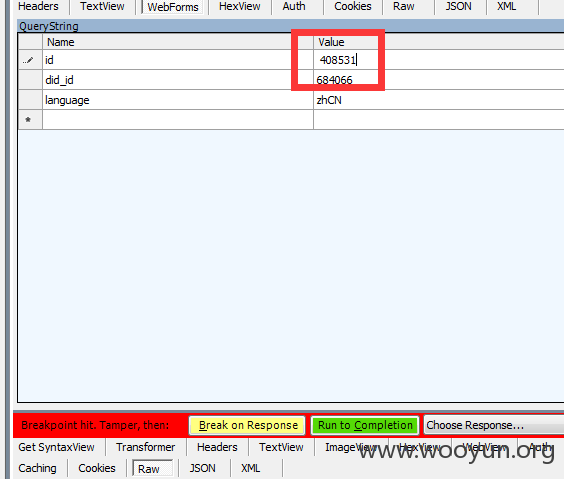 Headers TextView WebForms HexView Auth Cookies Raw JSON XML
QueryString
Name Value
id 408531
did_id 684066
language zhCN
*
Breakpoint hit. Tamper, then: Break on Response Run to Completion Choose Response...
Get SyntaxView Transformer Headers TextView ImageView HexView WebView Auth
Caching Cookies Raw JSON XML
www.wooyun.org